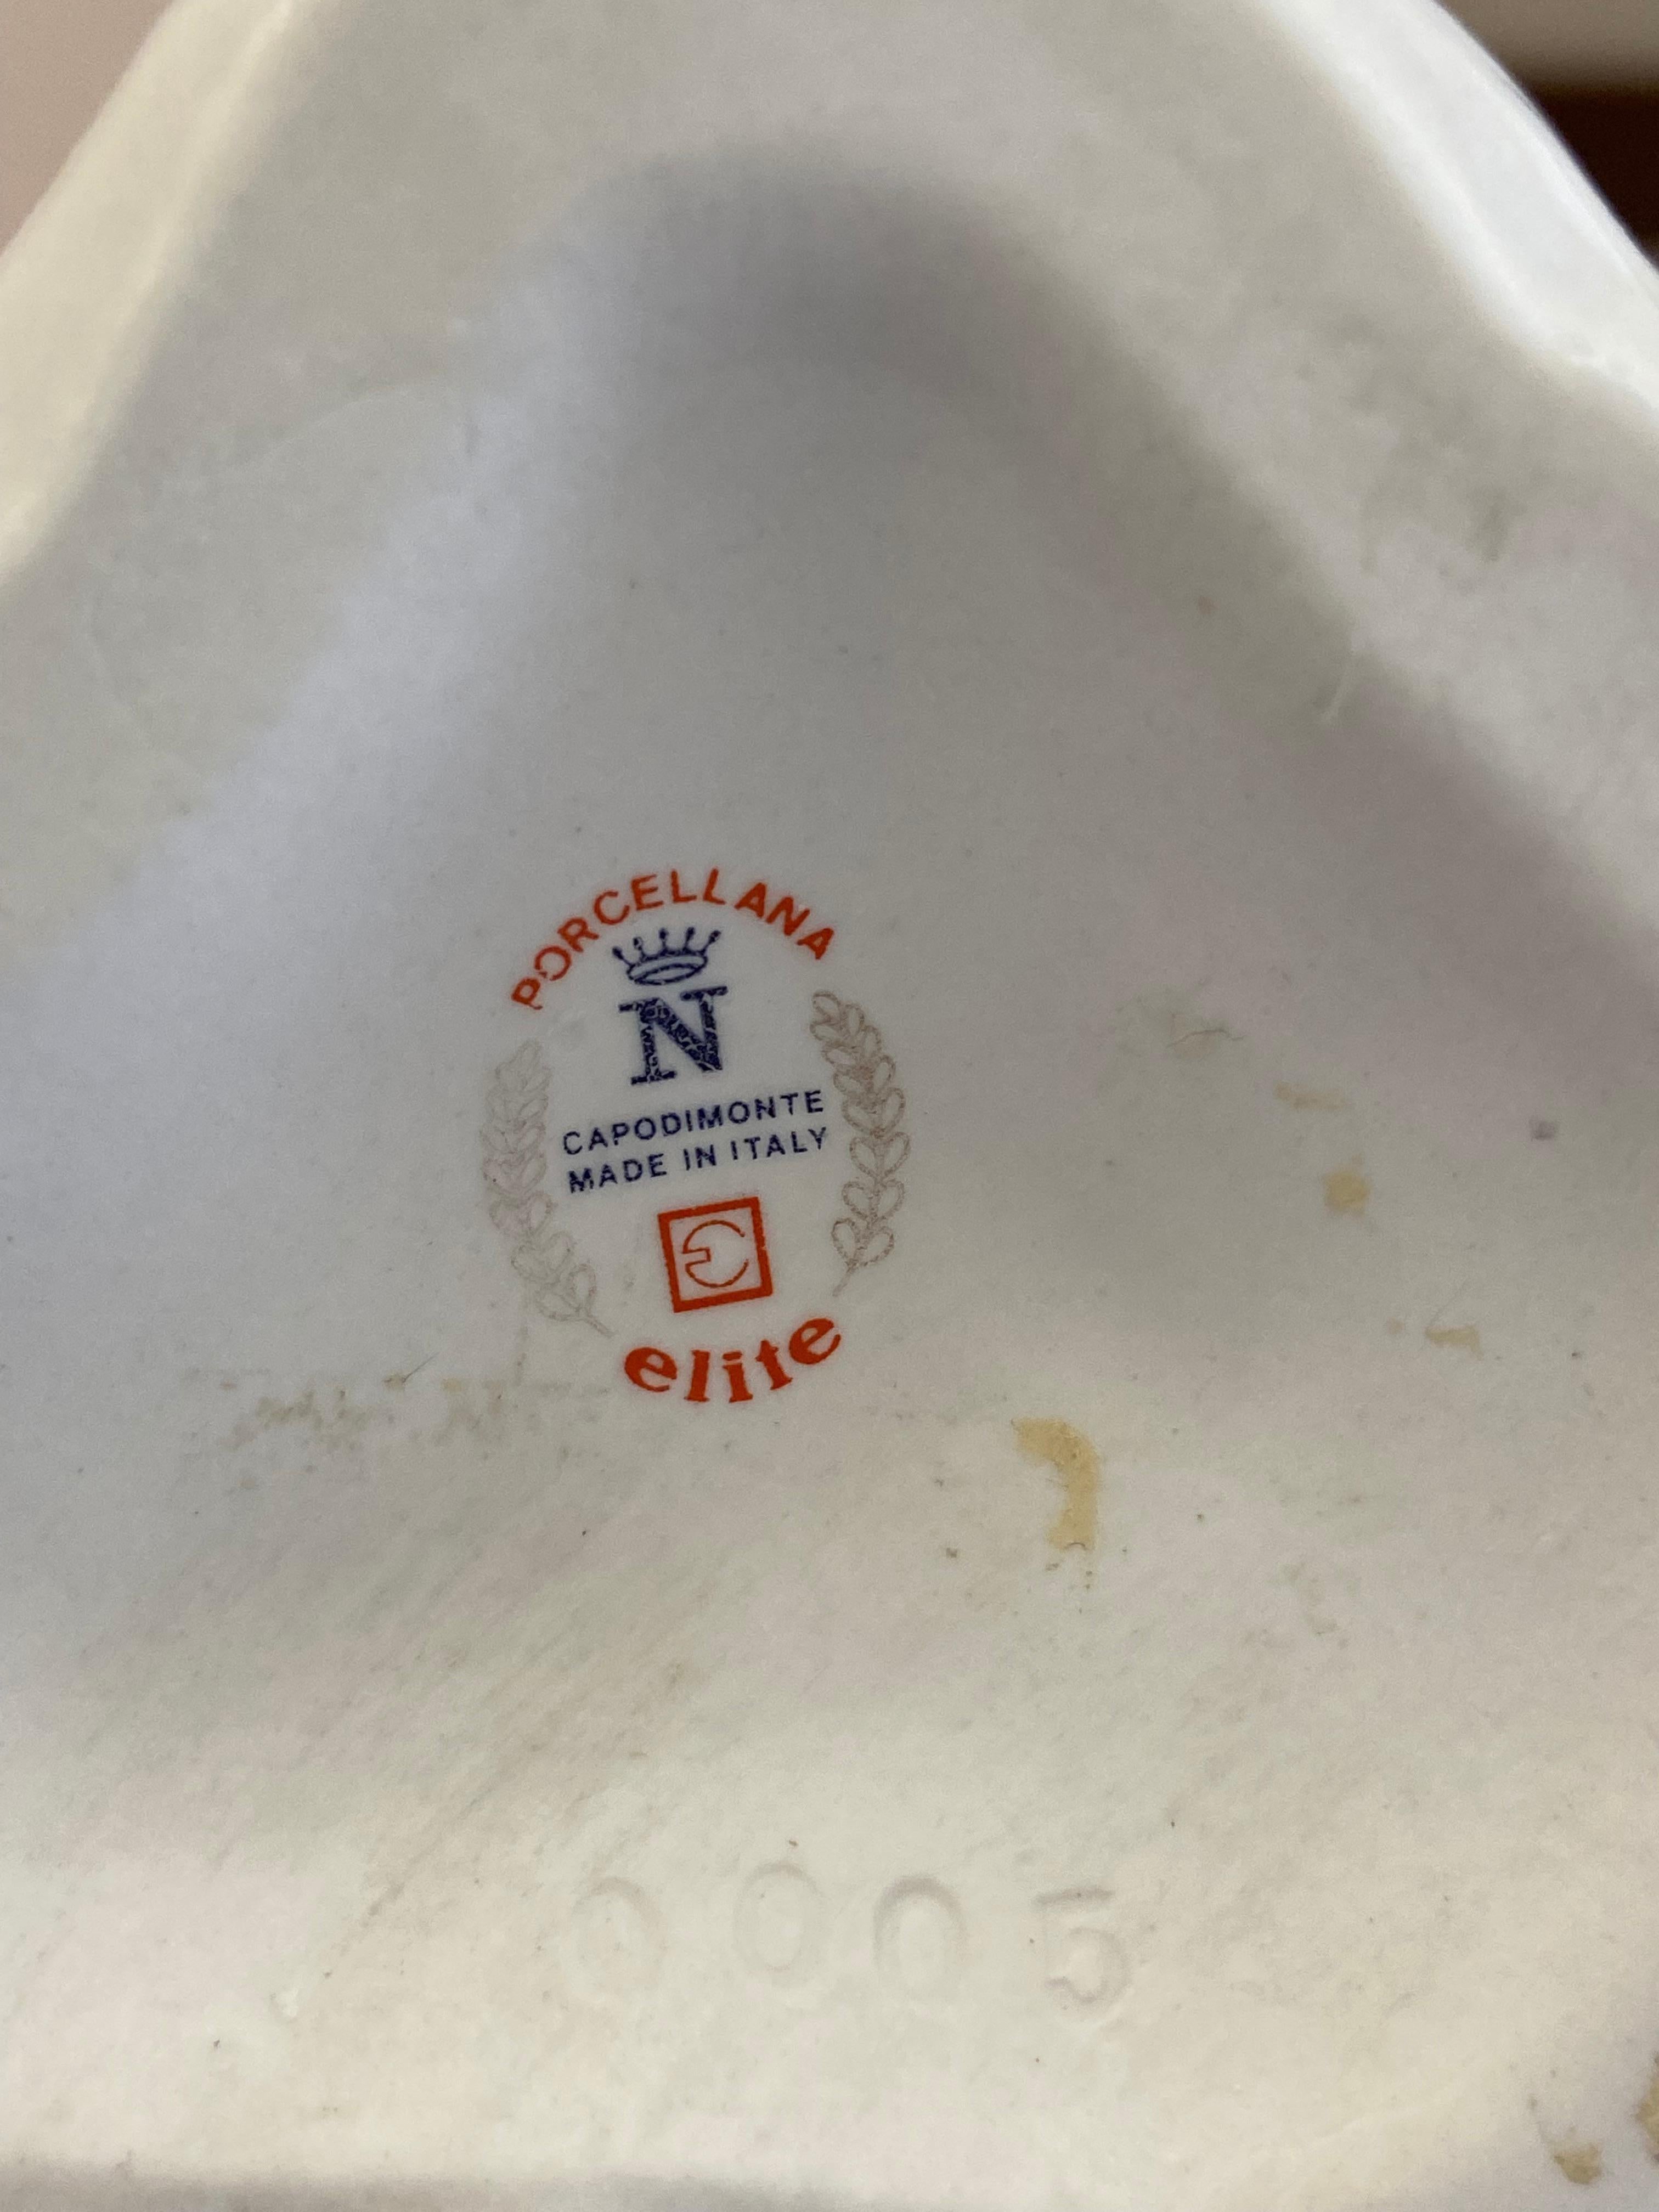 PORCELLANA
N
CAPODIMONTE
MADE IN ITALY
elite
0005